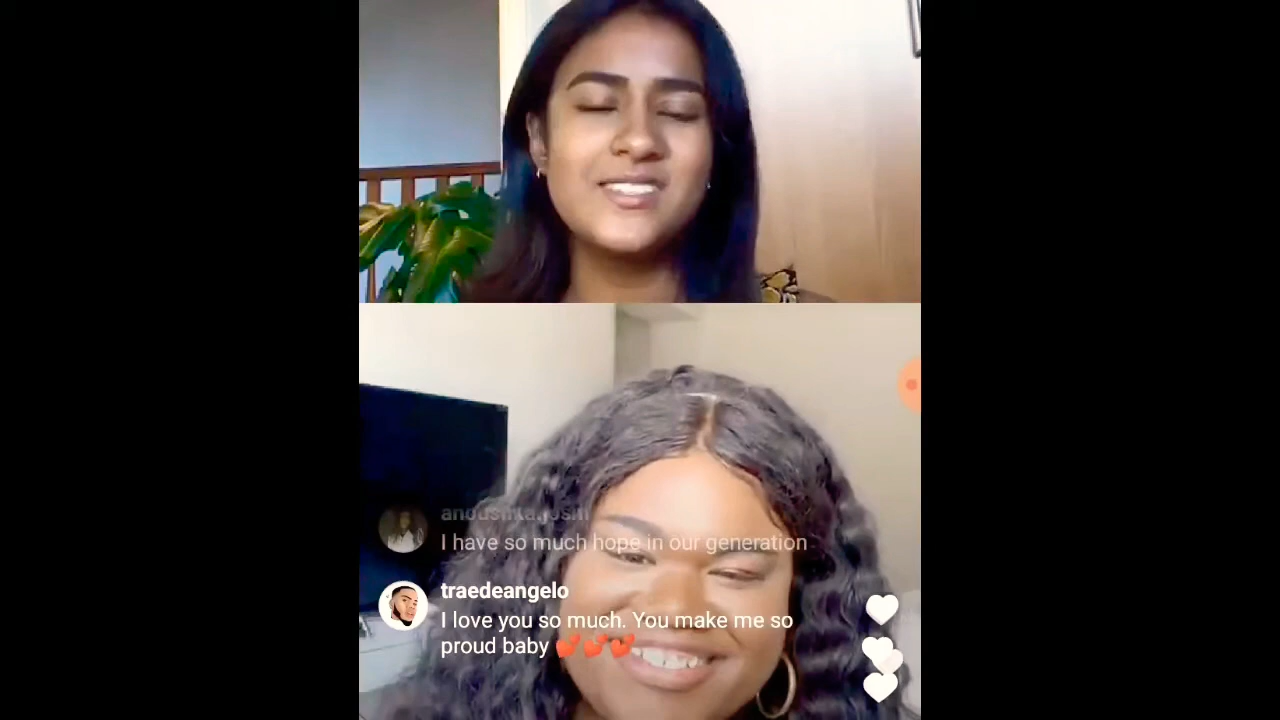 I have so much hope in our generation
traedeangelo
I love you so much. You make me so
proud baby 💕💕💕